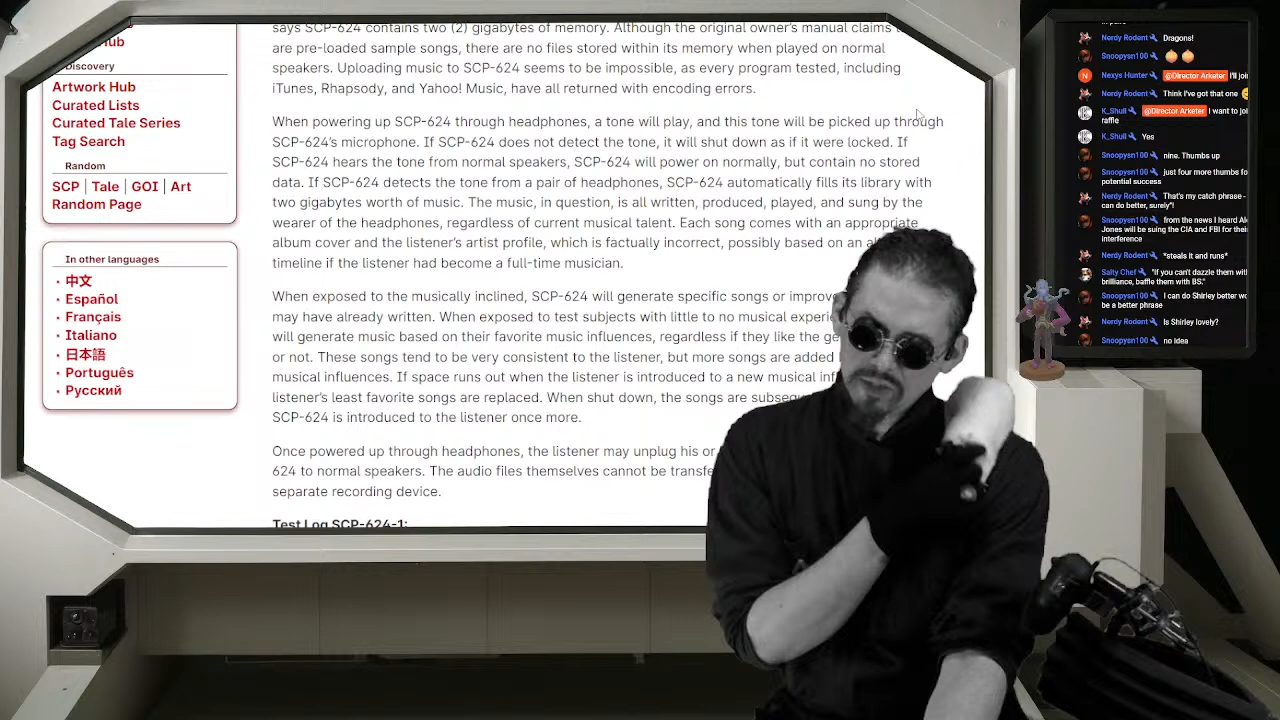 Hub
Discovery
Artwork Hub
Curated Lists
Curated Tale Series
Tag Search
Random
SCP | Tale | GOI | Art
Random Page
In other languages
中文
Español
Français
Italiano
日本語
Português
Русский
says SCP-624 contains two (2) gigabytes of memory. Although the original owner's manual claims
are pre-loaded sample songs, there are no files stored within its memory when played on normal
speakers. Uploading music to SCP-624 seems to be impossible, as every program tested, including
iTunes, Rhapsody, and Yahoo! Music, have all returned with encoding errors.
When powering up SCP-624 through headphones, a tone will play, and this tone will be picked up through
SCP-624's microphone. If SCP-624 does not detect the tone, it will shut down as if it were locked. If
SCP-624 hears the tone from normal speakers, SCP-624 will power on normally, but contain no stored
data. If SCP-624 detects the tone from a pair of headphones, SCP-624 automatically fills its library with
two gigabytes worth of music. The music, in question, is all written, produced, played, and sung by the
wearer of the headphones, regardless of current musical talent. Each song comes with an appropriate
album cover and the listener's artist profile, which is factually incorrect, possibly based on an
timeline if the listener had become a full-time musician.
When exposed to the musically inclined, SCP-624 will generate specific songs or
may have already written. When exposed to test subjects with little to no musical
will generate music based on their favorite music influences, regardless if they like the
or not. These songs tend to be very consistent to the listener, but more songs are added
musical influences. If space runs out when the listener is introduced to a new musical
listener's least favorite songs are replaced. When shut down, the songs are
SCP-624 is introduced to the listener once more.
Once powered up through headphones, the listener may unplug his or
624 to normal speakers. The audio files themselves cannot be
separate recording device.
Test Log SCP-624-1:
Nerdy Rodent Dragons!
Snoopysn100
Nexys Hunter @Director Arketer I'll
Nerdy Rodent Think I've got that one
K_Shull @Director Arketer I want to
raffle
K_Shull Yes
Snoopysn100 nine. Thumbs up
Snoopysn100 just four more thumbs
potential success
Nerdy Rodent That's my catch phrase -
can do better, surely"!
Snoopysn100 from the news I heard
Jones will be suing the CIA and FBI for
interference
Nerdy Rodent *steals it and runs*
Salty Chef "If you can't dazzle them
brilliance, baffle them with BS."
Snoopysn100 I can do Shirley better
be a better phrase
Nerdy Rodent Is Shirley lovely?
Snoopysn100 no idea